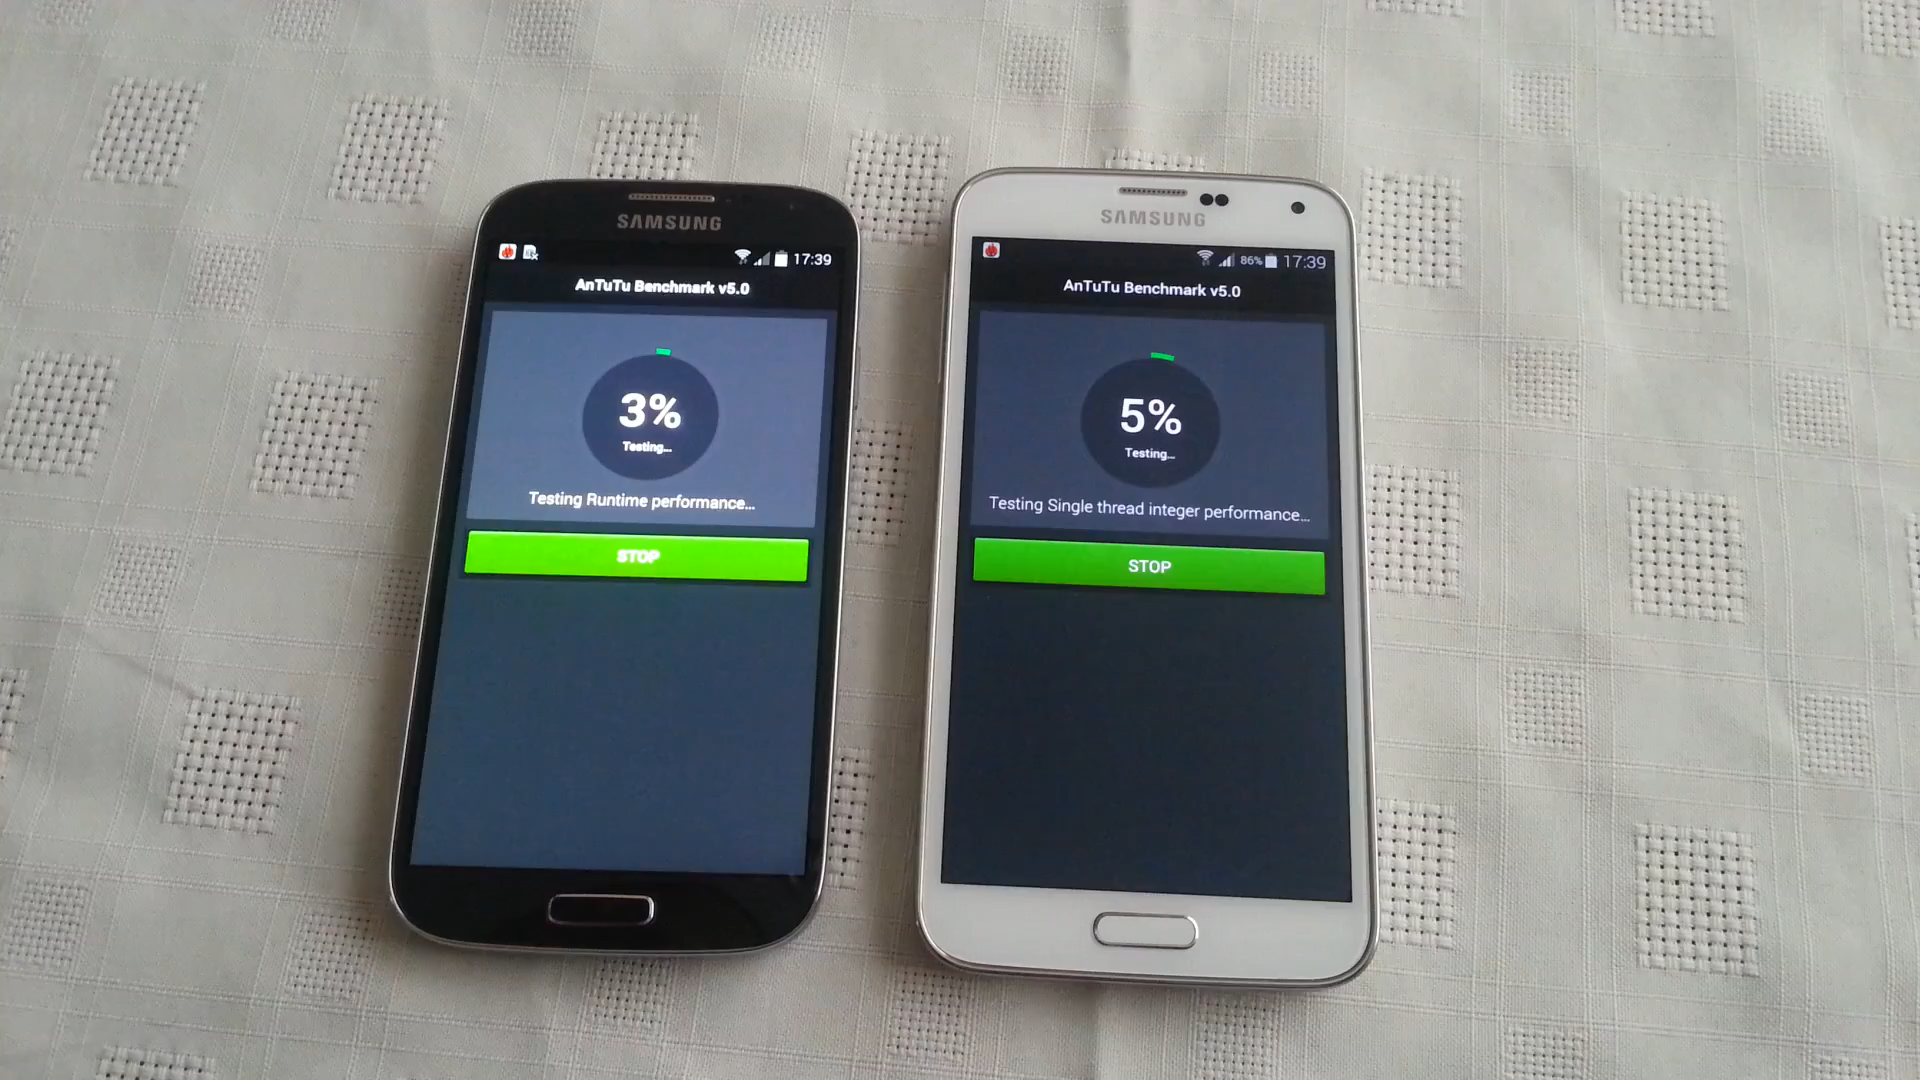 SAMSUNG
17:39
AnTuTu Benchmark v5.0
3%
Testing...
Testing Runtime performance...
STOP
SAMSUNG
86% 17:39
AnTuTu Benchmark v5.0
5%
Testing...
Testing Single thread integer performance...
STOP